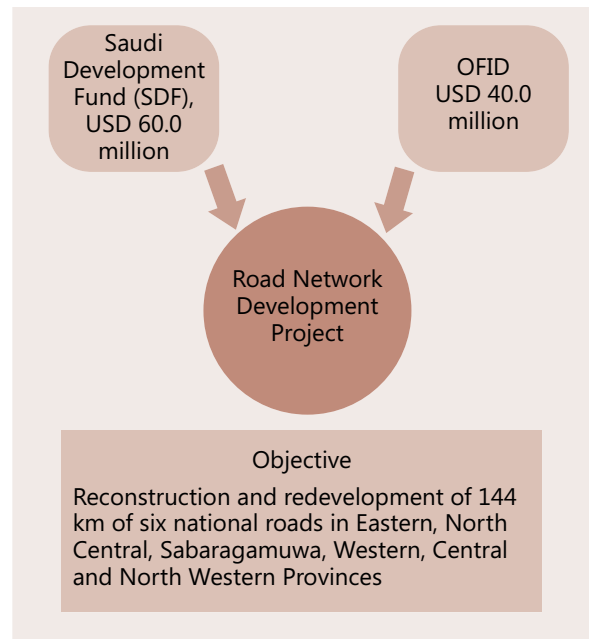 Saudi
Development
Fund (SDF),
USD 60.0
million
OFID
USD 40.0
million
Road Network
Development
Project
Objective
Reconstruction and redevelopment of 144
km of six national roads in Eastern, North
Central, Sabaragamuwa, Western, Central
and North Western Provinces